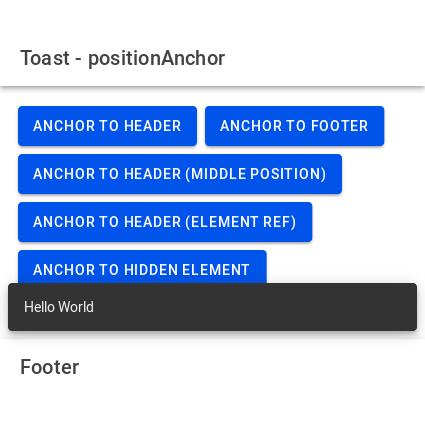 Toast - positionAnchor
ANCHOR TO HEADER ANCHOR TO FOOTER
ANCHOR TO HEADER (MIDDLE POSITION)
ANCHOR TO HEADER (ELEMENT REF)
ANCHOR TO HIDDEN ELEMENT
Hello World
Footer